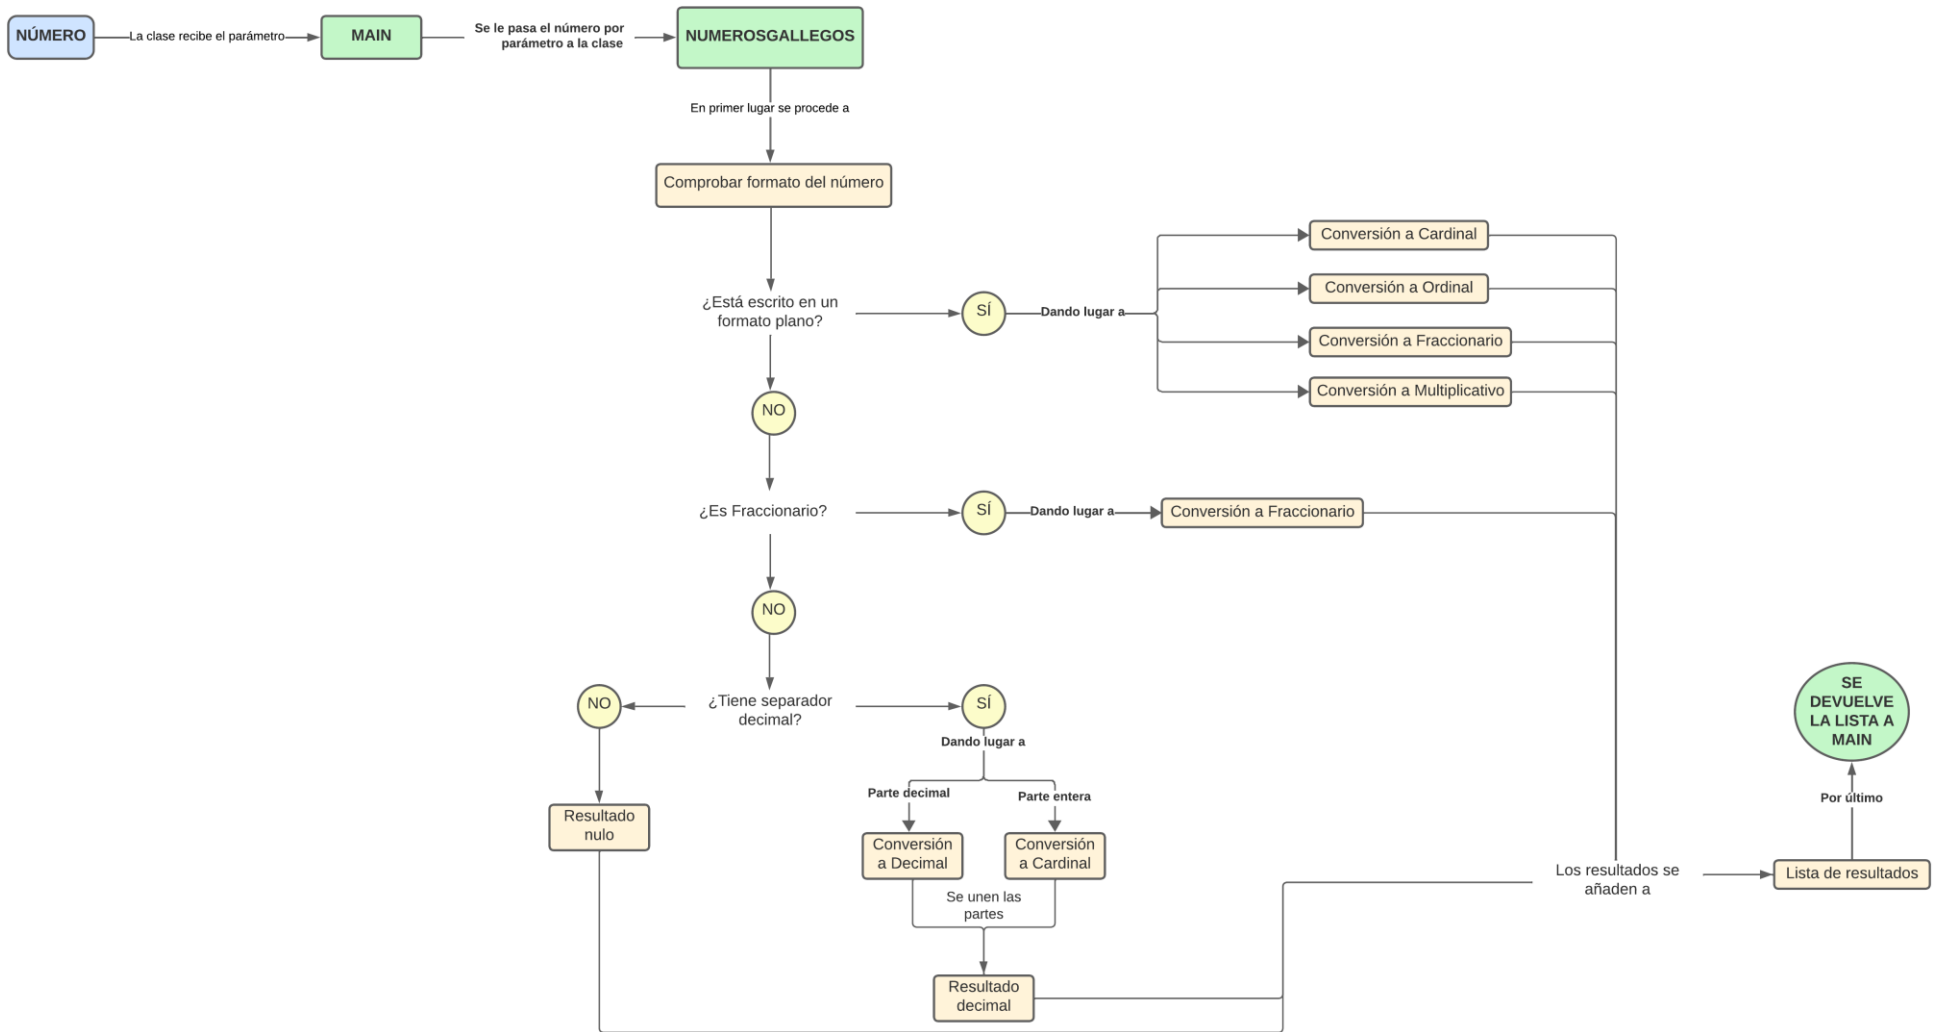 NÚMERO
La clase recibe el parámetro
MAIN
Se le pasa el número por
parámetro a la clase
NUMEROSGALLEGOS
En primer lugar se procede a
Comprobar formato del número
¿Está escrito en un
formato plano?
SÍ
Dando lugar a
Conversión a Cardinal
Conversión a Ordinal
Conversión a Fraccionario
Conversión a Multiplicativo
NO
¿Es Fraccionario?
SÍ
Dando lugar a
Conversión a Fraccionario
NO
¿Tiene separador
decimal?
NO
SÍ
Dando lugar a
Parte decimal
Parte entera
Resultado
nulo
Conversión
a Decimal
Conversión
a Cardinal
Se unen las
partes
Resultado
decimal
Los resultados se
añaden a
Lista de resultados
Por último
SE
DEVUELVE
LA LISTA A
MAIN